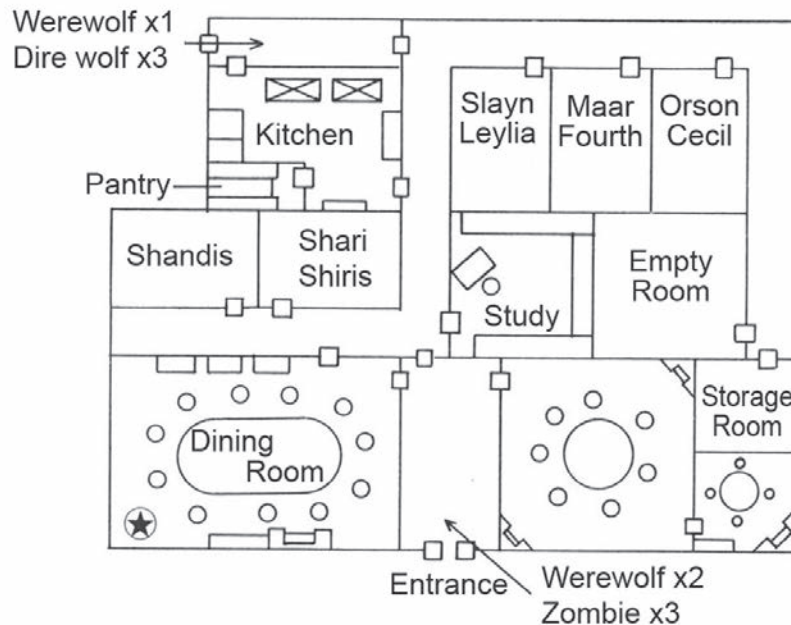 Werewolf x1
Dire wolf x3
Kitchen
Pantry
Shandis
Shari
Shiris
Slayn
Leylia
Maar
Fourth
Orson
Cecil
Study
Empty
Room
Dining
Room
Storage
Room
Entrance
Werewolf x2
Zombie x3